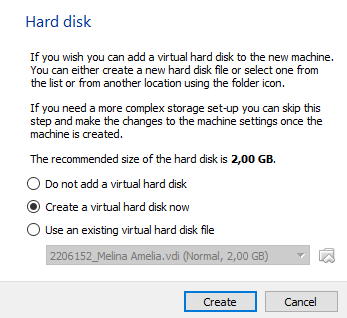 Hard disk
If you wish you can add a virtual hard disk to the new machine.
You can either create a new hard disk file or select one from
the list or from another location using the folder icon.
If you need a more complex storage set-up you can skip this
step and make the changes to the machine settings once the
machine is created.
The recommended size of the hard disk is 2,00 GB.
Do not add a virtual hard disk
Create a virtual hard disk now
Use an existing virtual hard disk file
2206152_Melina Amelia.vdi (Normal, 2,00 GB)
Create Cancel